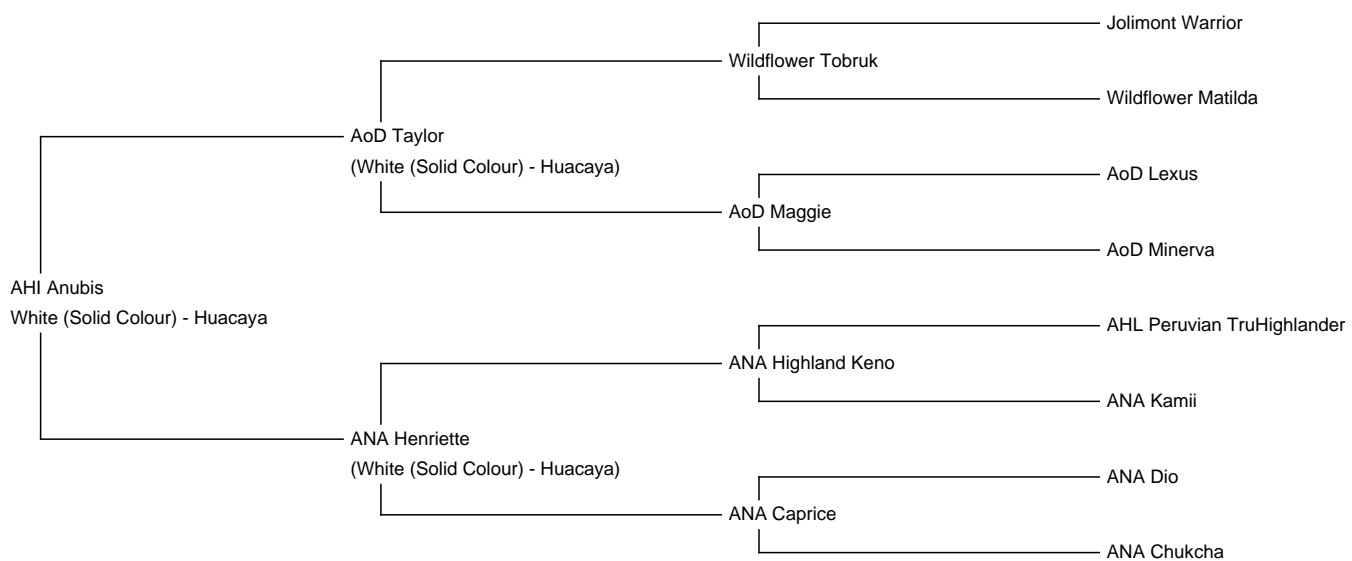 Jolimont Warrior
Wildflower Tobruk
Wildflower Matilda
AoD Taylor
(White (Solid Colour) - Huacaya)
AoD Lexus
AoD Maggie
AoD Minerva
AHI Anubis
White (Solid Colour) - Huacaya
AHL Peruvian TruHighlander
ANA Highland Keno
ANA Kamii
ANA Henriette
(White (Solid Colour) - Huacaya)
ANA Dio
ANA Caprice
ANA Chukcha